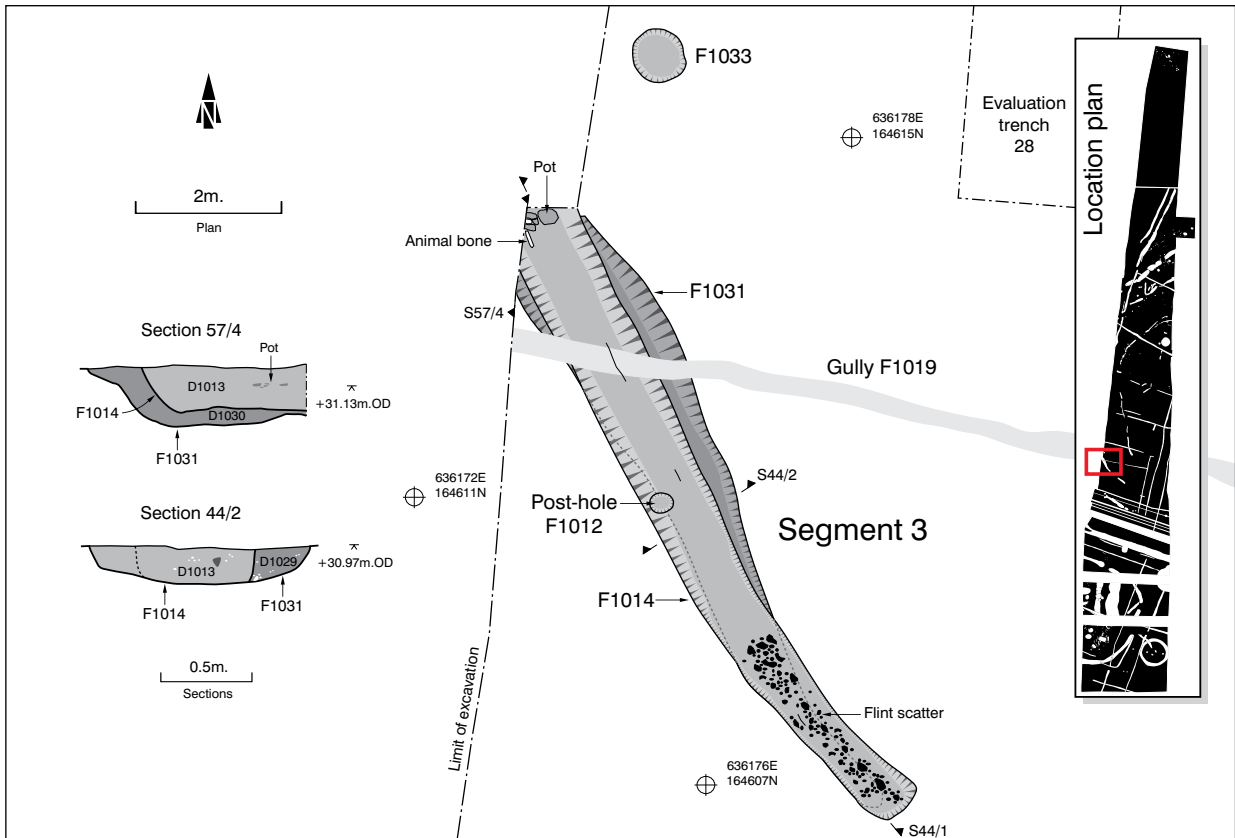 F1033
N
636178E
164615N
Evaluation
trench
28
Location plan
2m.
Plan
Pot
Animal bone
F1031
S57/4
Section 57/4
Pot
D1013
F1014
D1030
+31.13m.OD
F1031
Gully F1019
636172E
164611N
S44/2
Post-hole
F1012
Segment 3
Section 44/2
D1013
D1029
+30.97m.OD
F1014
F1031
F1014
0.5m.
Sections
Limit of excavation
Flint scatter
636176E
164607N
S44/1